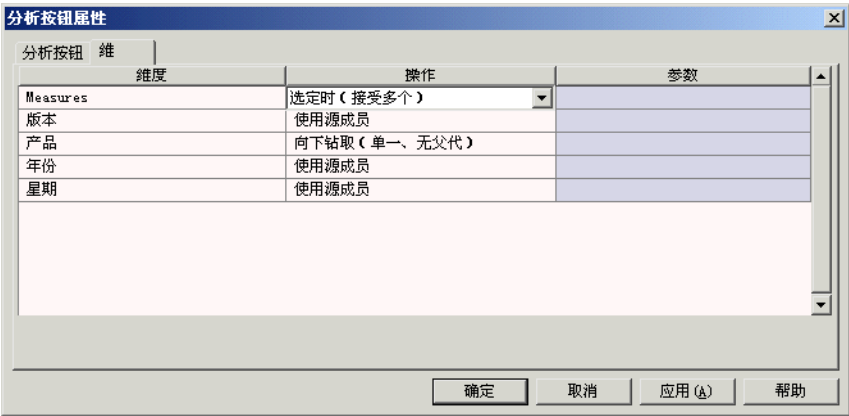 分析按钮属性
分析按钮 维
维度 操作 参数
Measures 选定时(接受多个)
版本 使用源成员
产品 向下钻取(单一、无父代)
年份 使用源成员
星期 使用源成员
确定 取消 应用(A) 帮助